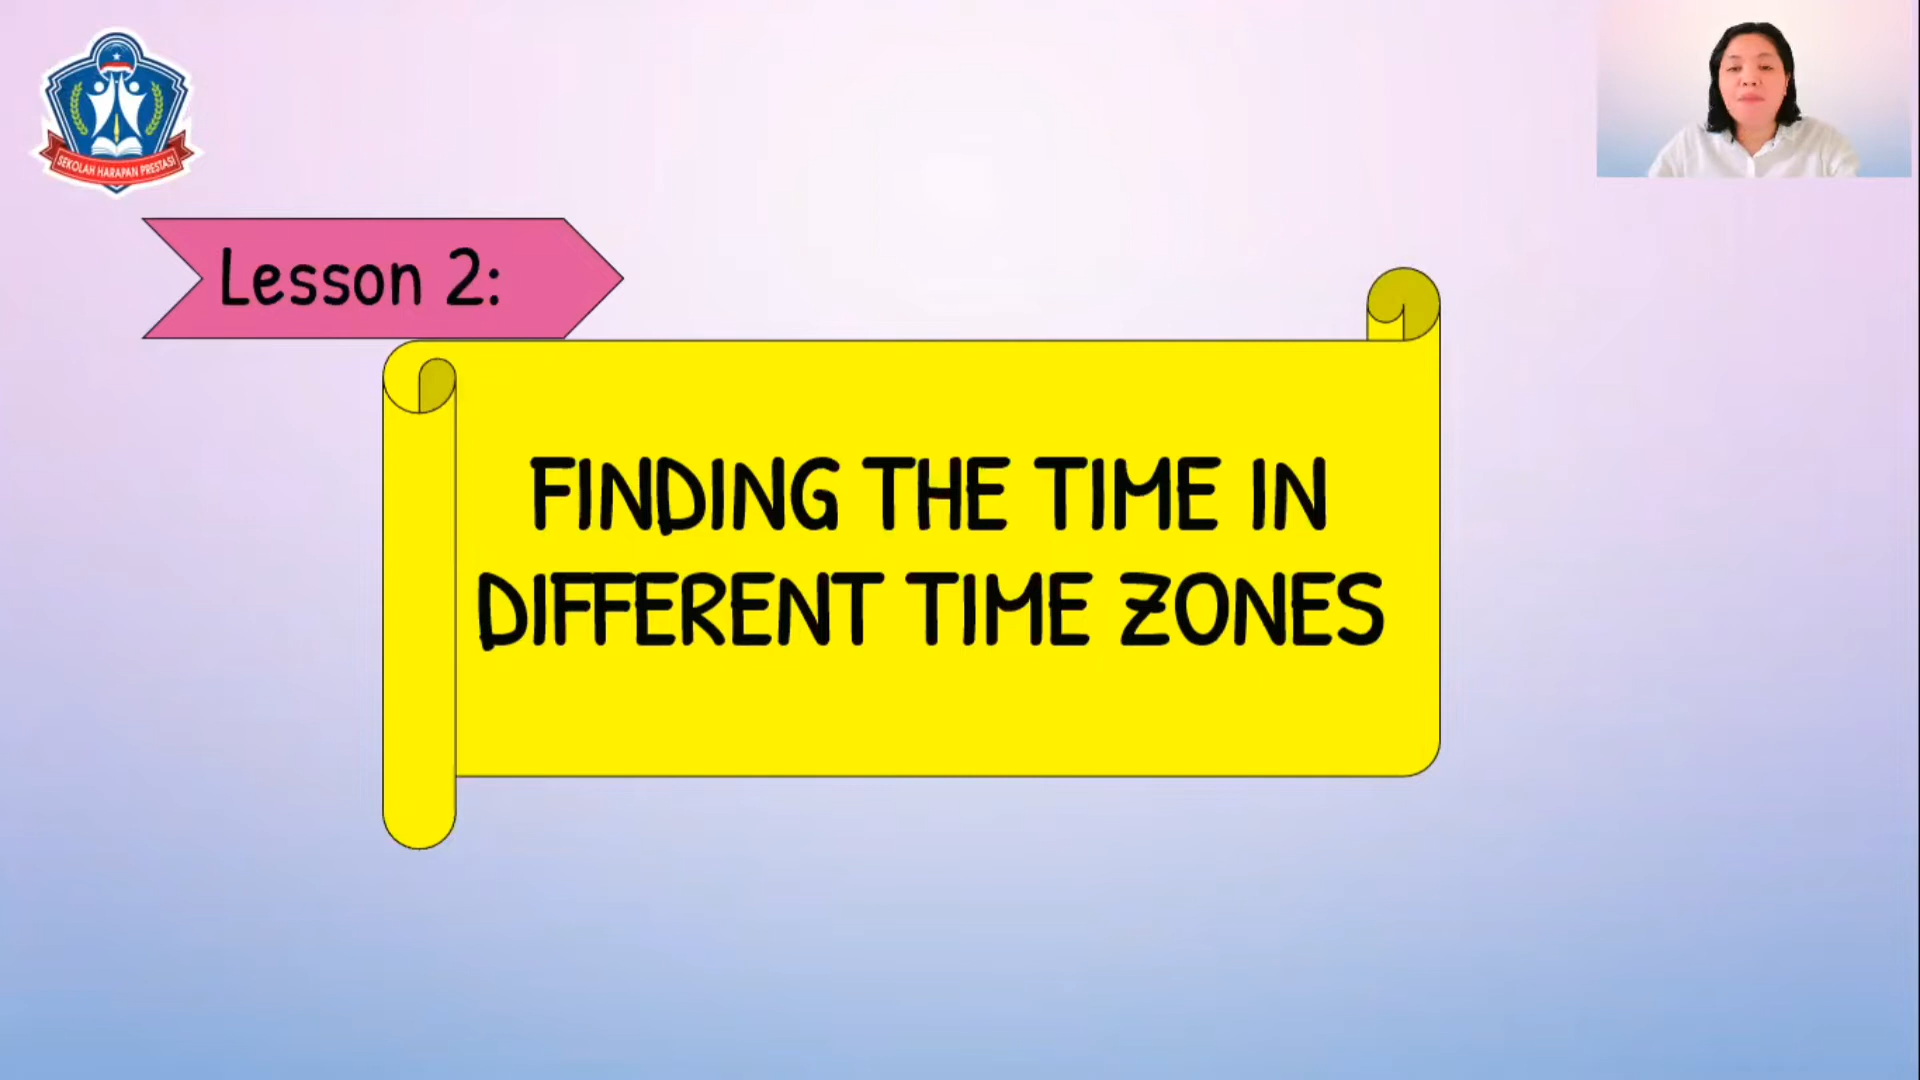 SEKOLAH HARAPAN PRESTASI
Lesson 2:
FINDING THE TIME IN
DIFFERENT TIME ZONES